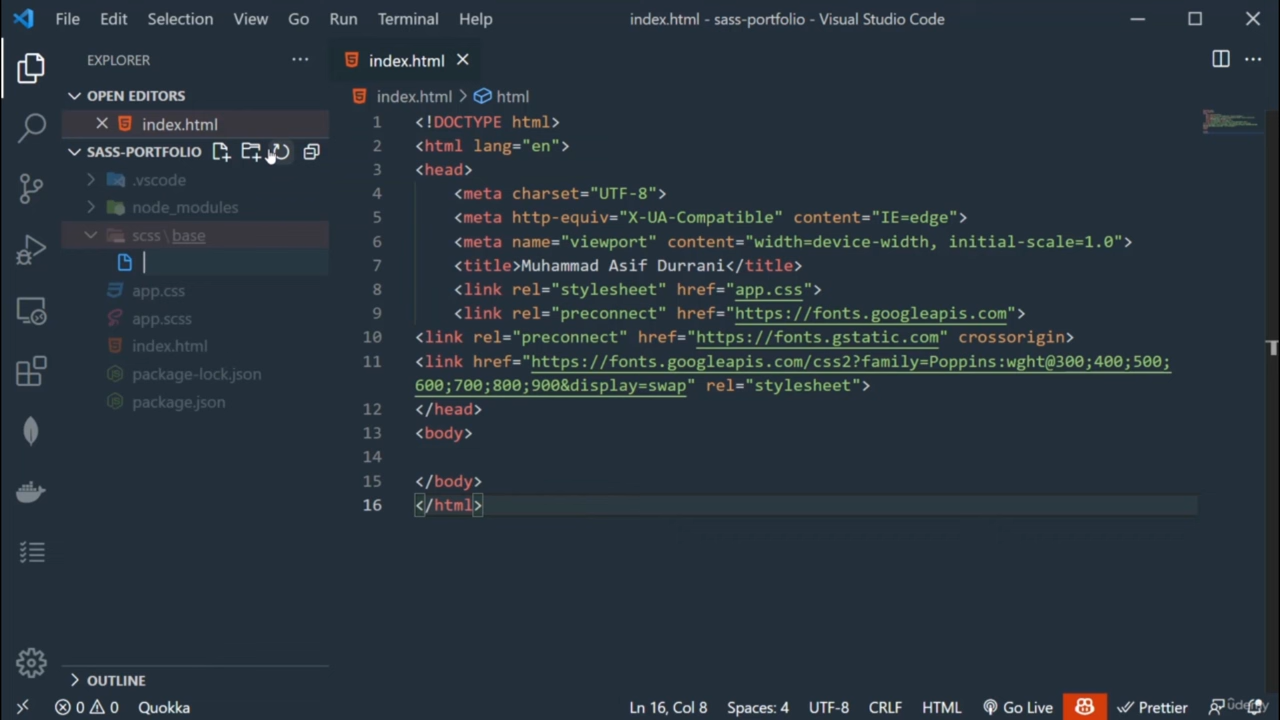 File Edit Selection View Go Run Terminal Help index.html - sass-portfolio - Visual Studio Code
EXPLORER
index.html
OPEN EDITORS
index.html
SASS-PORTFOLIO
.vscode
node_modules
scss\base
app.css
app.scss
index.html
package-lock.json
package.json
OUTLINE
index.html > html
1 <!DOCTYPE html>
2 <html lang="en">
3 <head>
4 <meta charset="UTF-8">
5 <meta http-equiv="X-UA-Compatible" content="IE=edge">
6 <meta name="viewport" content="width=device-width, initial-scale=1.0">
7 <title>Muhammad Asif Durrani</title>
8 <link rel="stylesheet" href="app.css">
9 <link rel="preconnect" href="https://fonts.googleapis.com">
10 <link rel="preconnect" href="https://fonts.gstatic.com" crossorigin>
11 <link href="https://fonts.googleapis.com/css2?family=Poppins:wght@300;400;500;
600;700;800;900&display=swap" rel="stylesheet">
12 </head>
13 <body>
14
15 </body>
16 </html>
0 0 Quokka Ln 16, Col 8 Spaces: 4 UTF-8 CRLF HTML Go Live Prettier
udemy